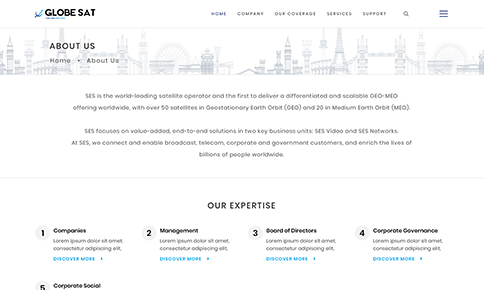 GLOBE SAT
HOME COMPANY OUR COVERAGE SERVICES SUPPORT
ABOUT US
Home • About Us
SES is the world-leading satellite operator and the first to deliver a differentiated and scalable GEO-MEO
offering worldwide, with over 50 satellites in Geostationary Earth Orbit (GEO) and 20 in Medium Earth Orbit (MEO).
SES focuses on value-added, end-to-end solutions in two key business units: SES Video and SES Networks.
At SES, we connect and enable broadcast, telecom, corporate and government customers, and enrich the lives of
billions of people worldwide.
OUR EXPERTISE
1 Companies
Lorem ipsum dolor sit amet,
consectetur adipiscing elit,
DISCOVER MORE
2 Management
Lorem ipsum dolor sit amet,
consectetur adipiscing elit,
DISCOVER MORE
3 Board of Directors
Lorem ipsum dolor sit amet,
consectetur adipiscing elit,
DISCOVER MORE
4 Corporate Governance
Lorem ipsum dolor sit amet,
consectetur adipiscing elit,
DISCOVER MORE
5 Corporate Social